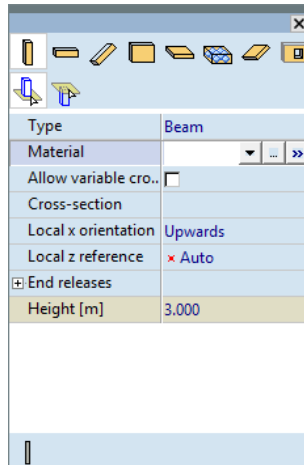 Type Beam
Material ... »
Allow variable cro..
Cross-section
Local x orientation Upwards
Local z reference × Auto
End releases
Height [m] 3.000